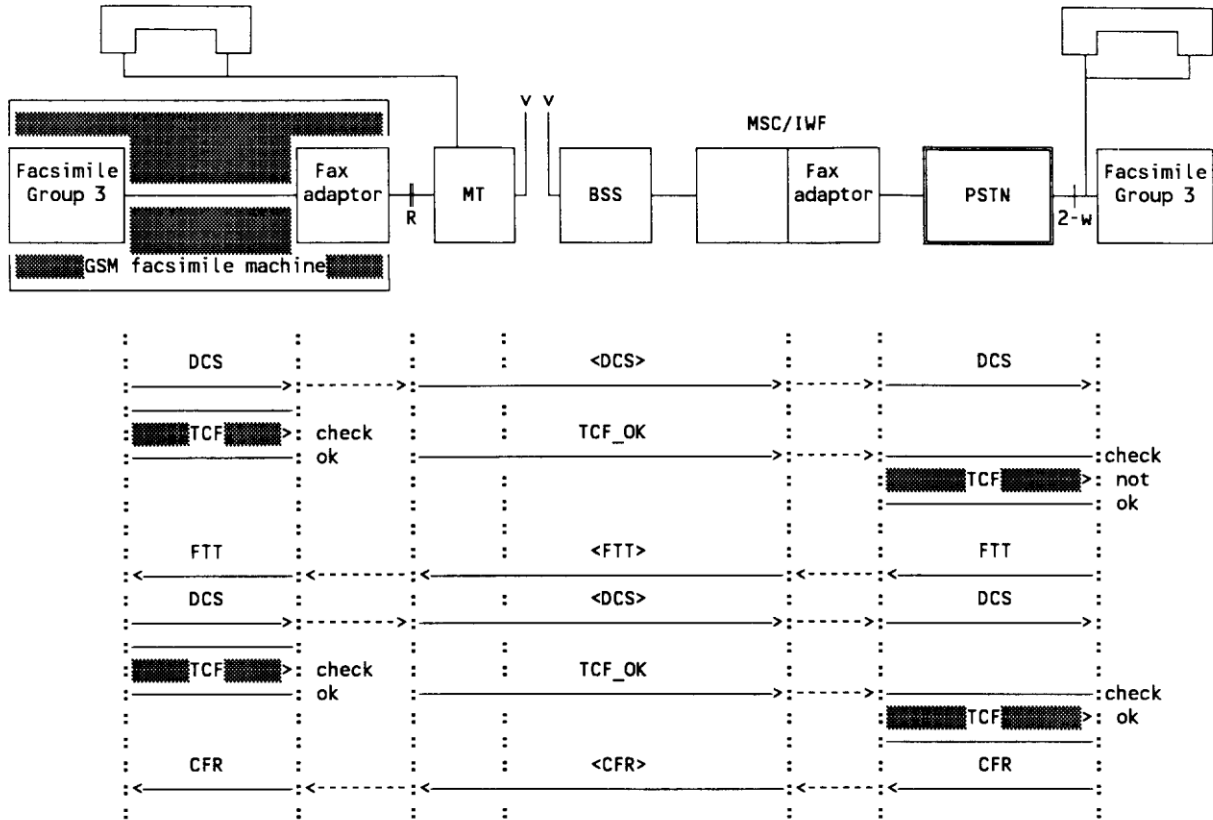 MSC/IWF
Facsimile
Group 3
Fax
adaptor
R
MT
BSS
Fax
adaptor
PSTN
2-w
Facsimile
Group 3
GSM facsimile machine
DCS <DCS> DCS
TCF check TCF_OK
ok check
TCF not
ok
FTT <FTT> FTT
DCS <DCS> DCS
TCF check TCF_OK
ok check
TCF ok
CFR <CFR> CFR